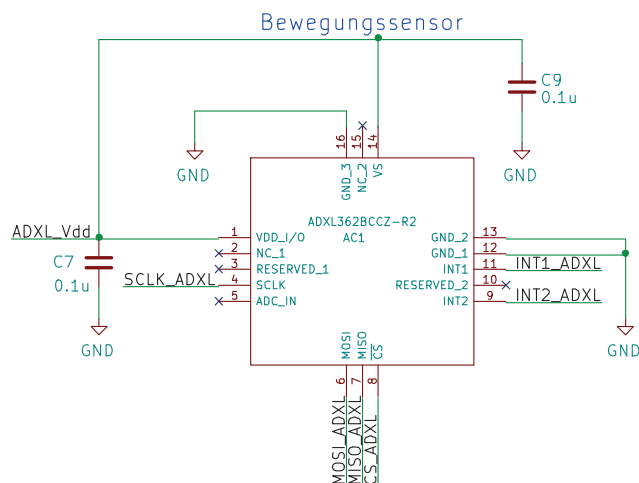 Bewegungssensor
C9
0.1u
GND
GND
16
15
14
GND_3
NC_2
VS
ADXL362BCCZ-R2
AC1
ADXL_Vdd
1
VDD_I/O
GND_2
13
2
NC_1
GND_1
12
C7
0.1u
3
RESERVED_1
INT1
11
INT1_ADXL
SCLK_ADXL
4
SCLK
RESERVED_2
10
5
ADC_IN
INT2
9
INT2_ADXL
GND
GND
MOSI
MISO
CS
6
7
8
MOSI_ADXL
MISO_ADXL
CS_ADXL